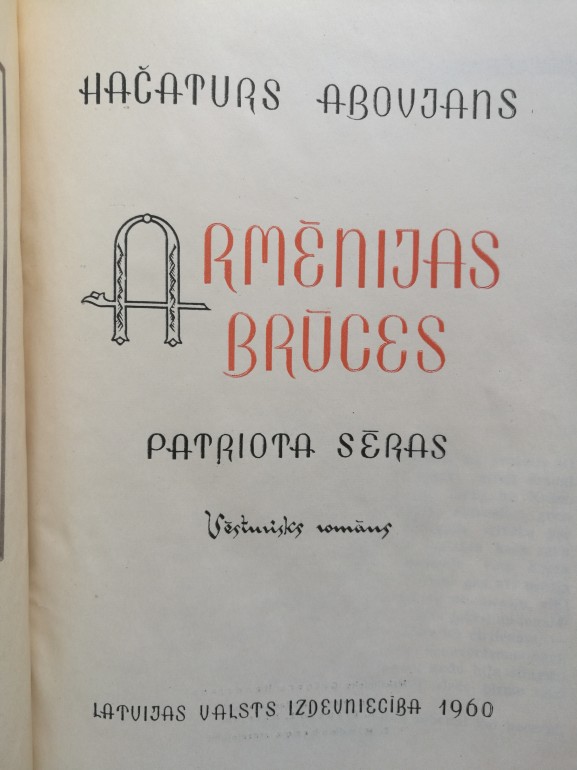 HAČATURS ABOVJANS
ARMĒNIJAS
BRŪCES
PATRIOTA SĒRAS
Vēsturisks romāns
LATVIJAS VALSTS IZDEVNIECĪBA 1960